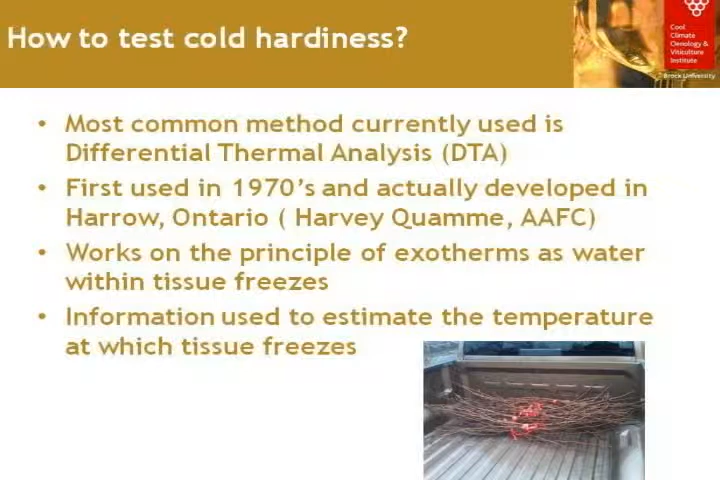 How to test cold hardiness?
Cool
Climate
Oenology &
Viticulture
Institute
Brock University
• Most common method currently used is
Differential Thermal Analysis (DTA)
• First used in 1970's and actually developed in
Harrow, Ontario ( Harvey Quamme, AAFC)
• Works on the principle of exotherms as water
within tissue freezes
• Information used to estimate the temperature
at which tissue freezes